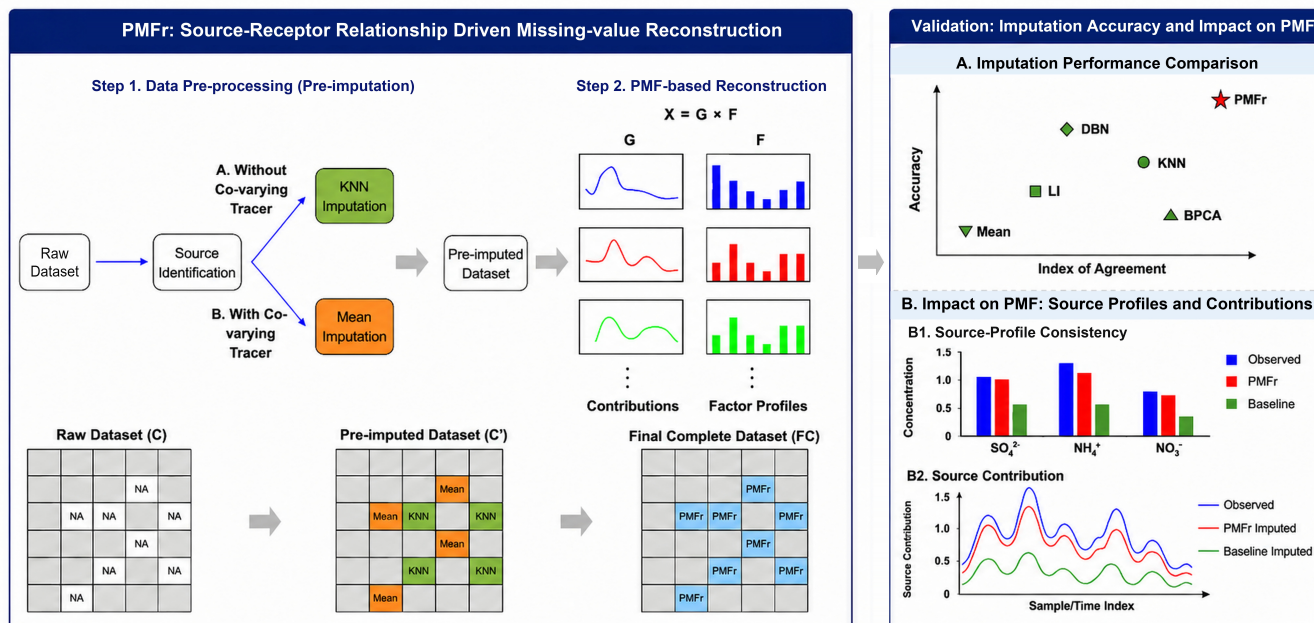 PMFr: Source-Receptor Relationship Driven Missing-value Reconstruction
Step 1. Data Pre-processing (Pre-imputation)
Raw
Dataset
Source
Identification
A. Without
Co-varying
Tracer
KNN
Imputation
B. With Co-
varying
Tracer
Mean
Imputation
Pre-imputed
Dataset
Step 2. PMF-based Reconstruction
X = G × F
G
F
⋮
⋮
Contributions
Factor Profiles
Raw Dataset (C)
NA
NA
NA
NA
NA
NA
NA
NA
Pre-imputed Dataset (C')
Mean
Mean
KNN
KNN
Mean
KNN
KNN
Mean
Final Complete Dataset (FC)
PMFr
PMFr
PMFr
PMFr
PMFr
PMFr
PMFr
PMFr
Validation: Imputation Accuracy and Impact on PMF
A. Imputation Performance Comparison
Accuracy
PMFr
DBN
KNN
LI
BPCA
Mean
Index of Agreement
B. Impact on PMF: Source Profiles and Contributions
B1. Source-Profile Consistency
Concentration
1.5
1.0
0.5
0
SO₄²⁻
NH₄⁺
NO₃⁻
Observed
PMFr
Baseline
B2. Source Contribution
Source Contribution
1.5
1.0
0.5
0
Sample/Time Index
Observed
PMFr Imputed
Baseline Imputed